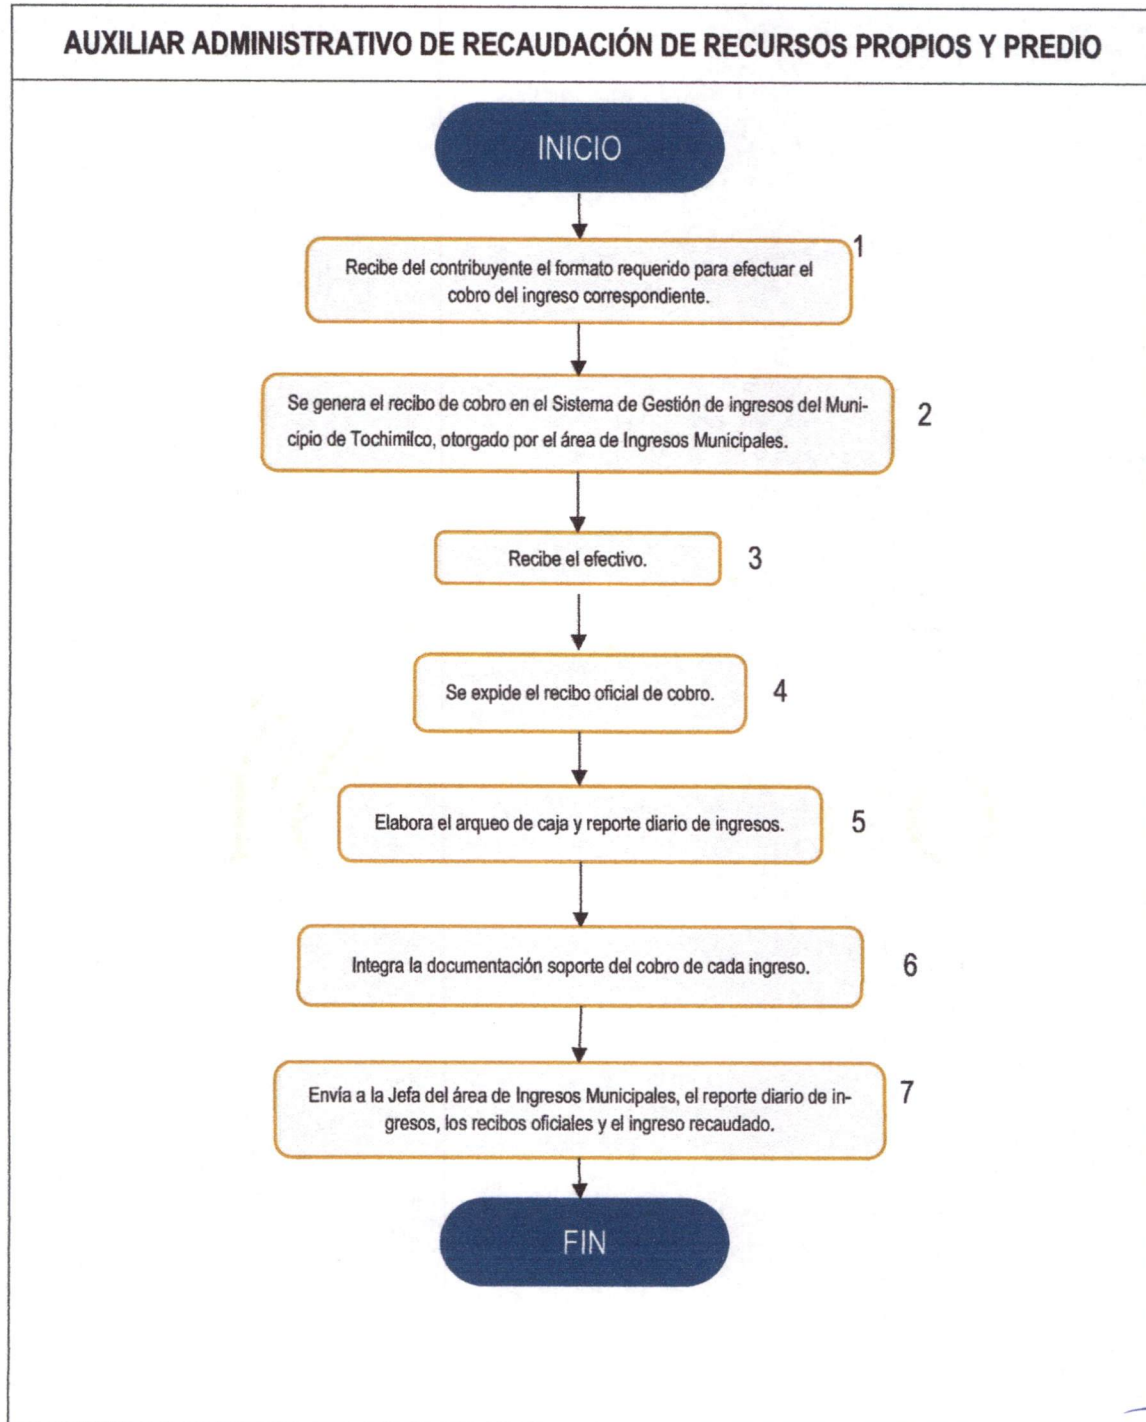 AUXILIAR ADMINISTRATIVO DE RECAUDACIÓN DE RECURSOS PROPIOS Y PREDIO
INICIO
1
Recibe del contribuyente el formato requerido para efectuar el
cobro del ingreso correspondiente.
Se genera el recibo de cobro en el Sistema de Gestión de ingresos del Muni-
cipio de Tochimilco, otorgado por el área de Ingresos Municipales.
2
Recibe el efectivo.
3
Se expide el recibo oficial de cobro.
4
Elabora el arqueo de caja y reporte diario de ingresos.
5
Integra la documentación soporte del cobro de cada ingreso.
6
Envía a la Jefa del área de Ingresos Municipales, el reporte diario de in-
gresos, los recibos oficiales y el ingreso recaudado.
7
FIN